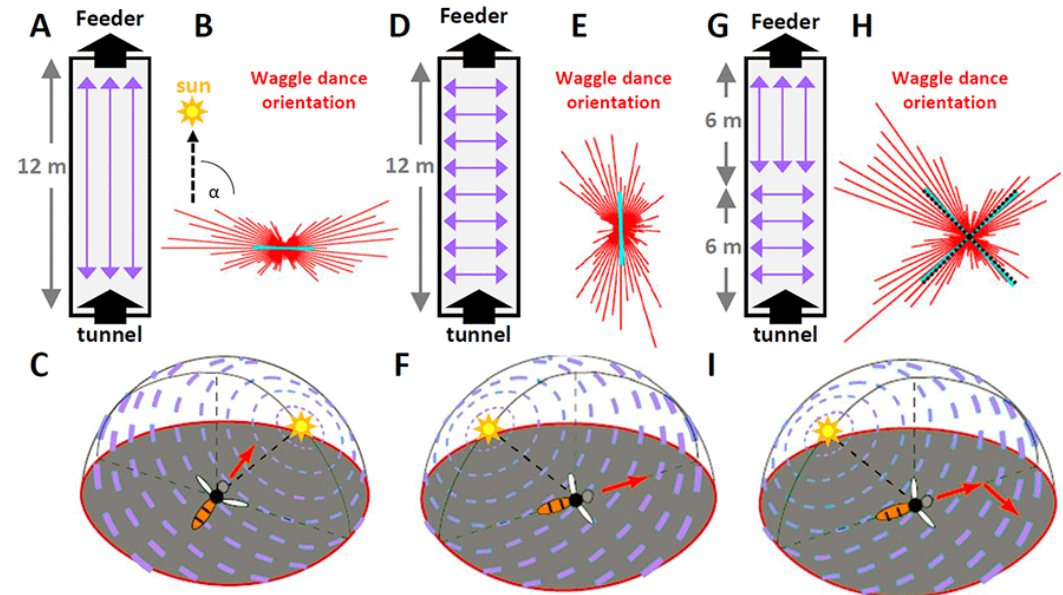 A
Feeder
12 m
tunnel
B
sun
α
Waggle dance
orientation
D
Feeder
12 m
tunnel
E
Waggle dance
orientation
G
Feeder
6 m
6 m
tunnel
H
Waggle dance
orientation
C
F
I